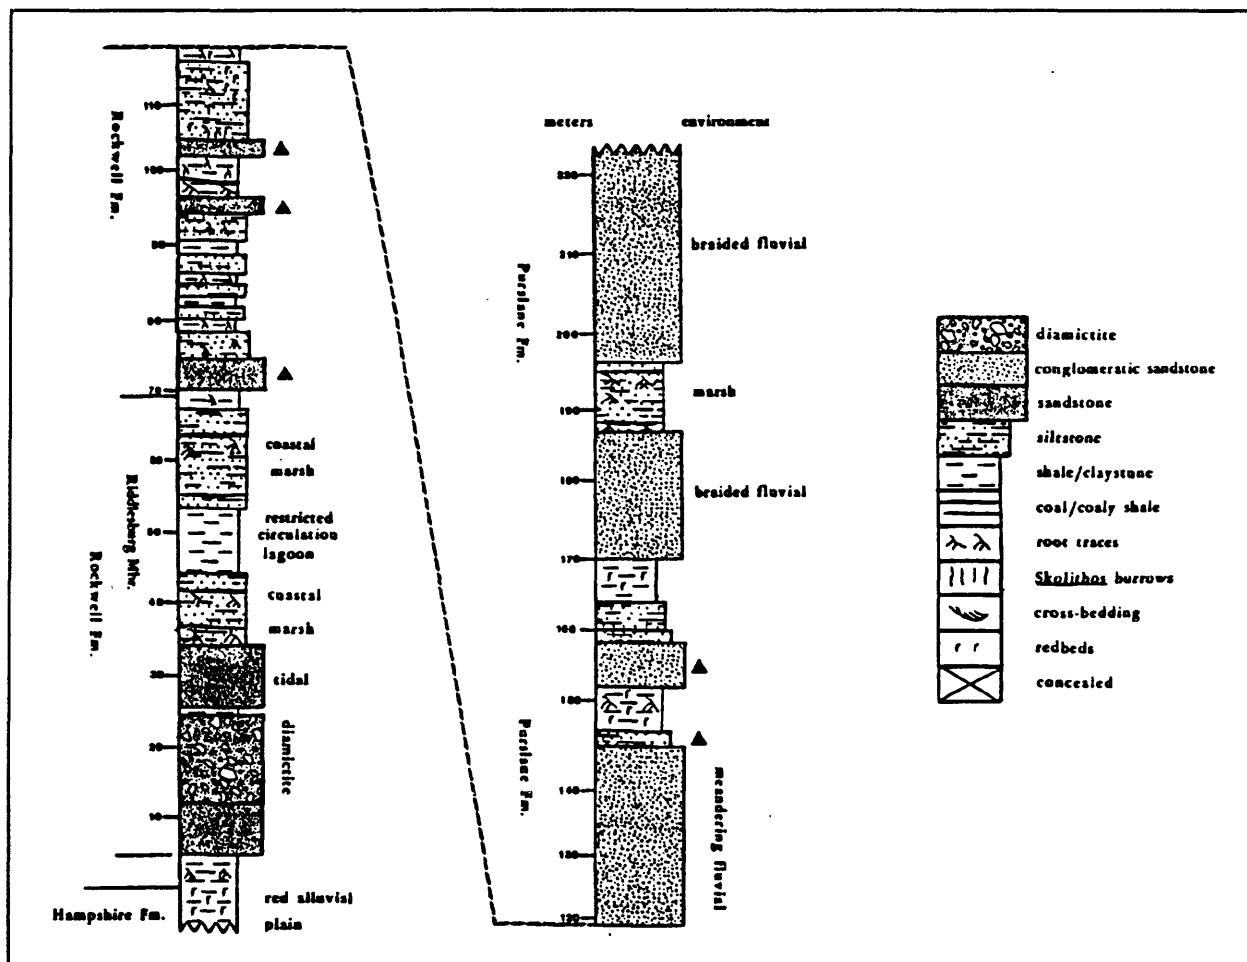 110
100
90
80
70
60
50
40
30
20
10
Rockwell Fm.
Riddlesburg Mbr.
Rockwell Fm.
Hampshire Fm.
coastal
marsh
restricted
circulation
lagoon
coastal
marsh
tidal
diamictite
red alluvial
plain
meters environment
220
210
200
190
180
170
160
150
140
130
120
Purslane Fm.
Purslane Fm.
braided fluvial
marsh
braided fluvial
meandering fluvial
diamictite
conglomeratic sandstone
sandstone
siltstone
shale/claystone
coal/coaly shale
root traces
Skolithos burrows
cross-bedding
redbeds
concealed